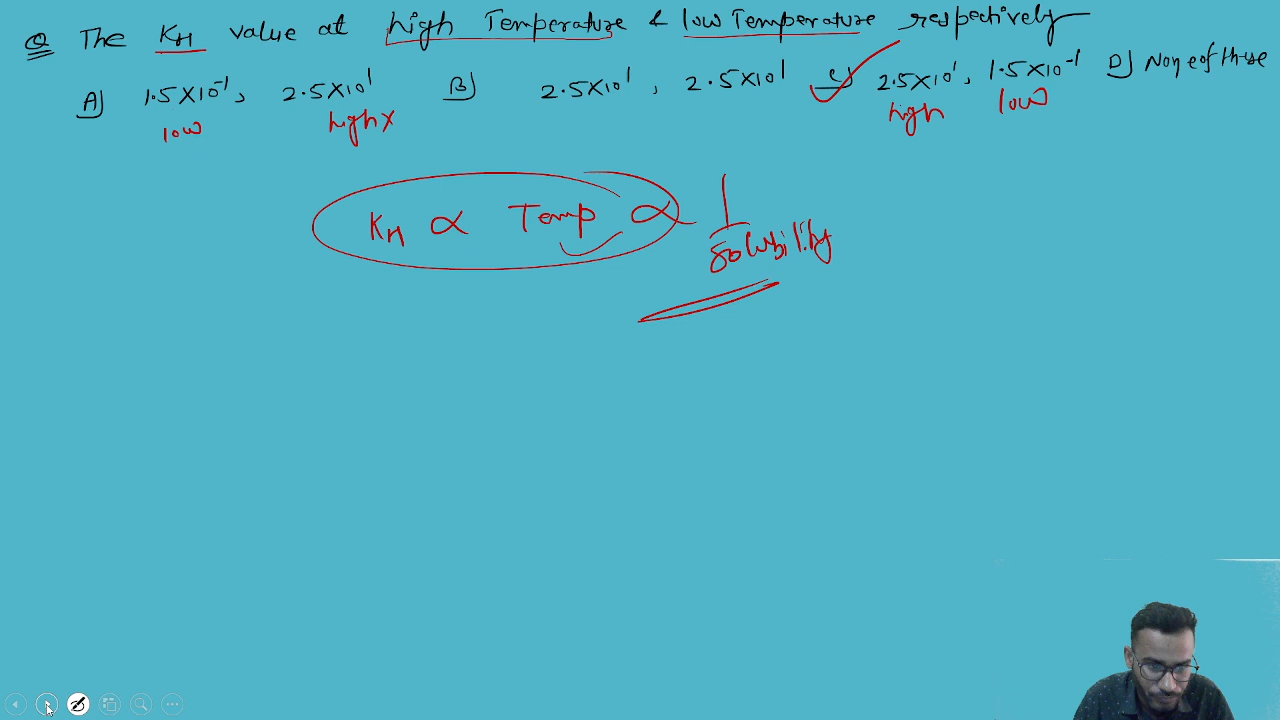 Q The KH value at high Temperature & low Temperature respectively
A) 1.5×10⁻¹, 2.5×10¹ B) 2.5×10¹, 2.5×10¹ C) 2.5×10¹, 1.5×10⁻¹ D) None of these
low high× high low
KH ∝ Temp ∝ 1/solubility